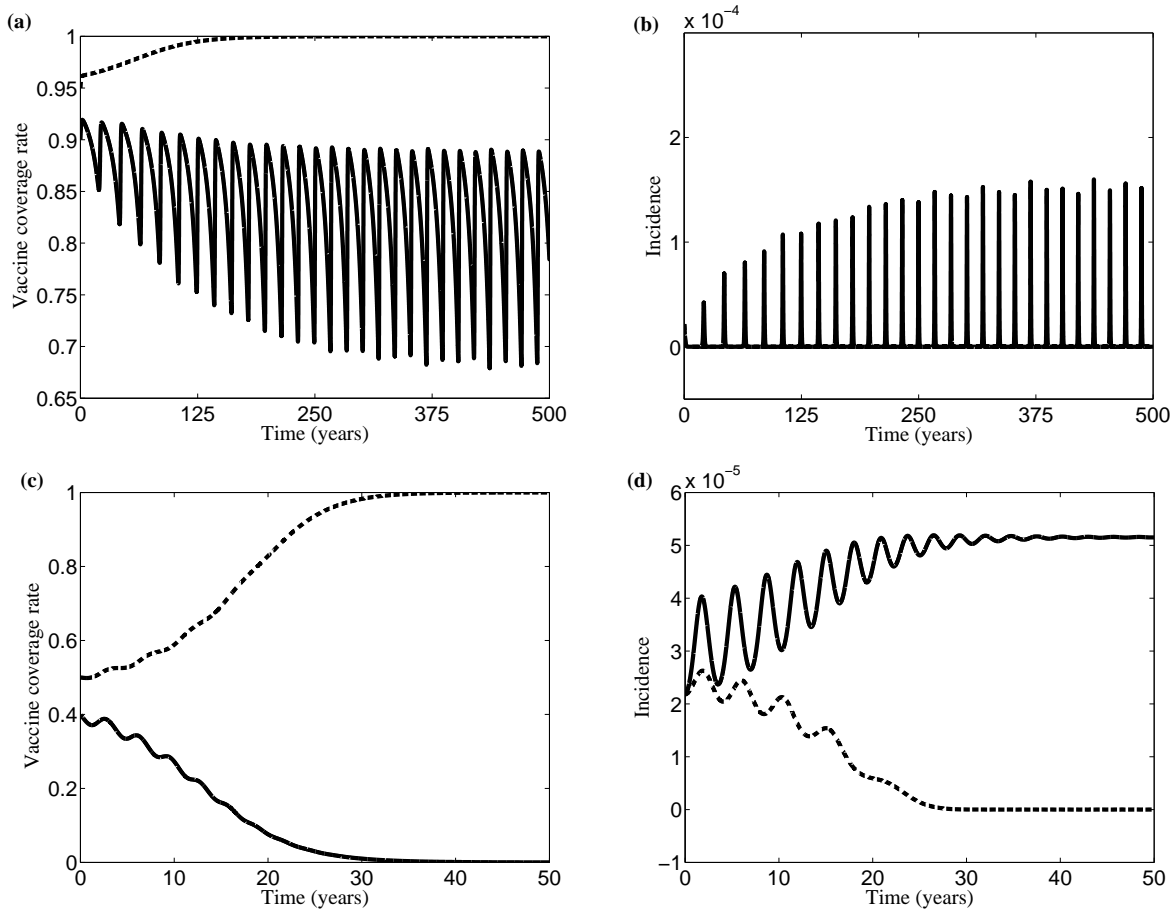 (a)
1
0.95
0.9
0.85
0.8
0.75
0.7
0.65
Vaccine coverage rate
0 125 250 375 500
Time (years)
(b)
x 10⁻⁴
2
1
0
Incidence
0 125 250 375 500
Time (years)
(c)
1
0.8
0.6
0.4
0.2
0
Vaccine coverage rate
0 10 20 30 40 50
Time (years)
(d)
x 10⁻⁵
6
5
4
3
2
1
0
−1
Incidence
0 10 20 30 40 50
Time (years)